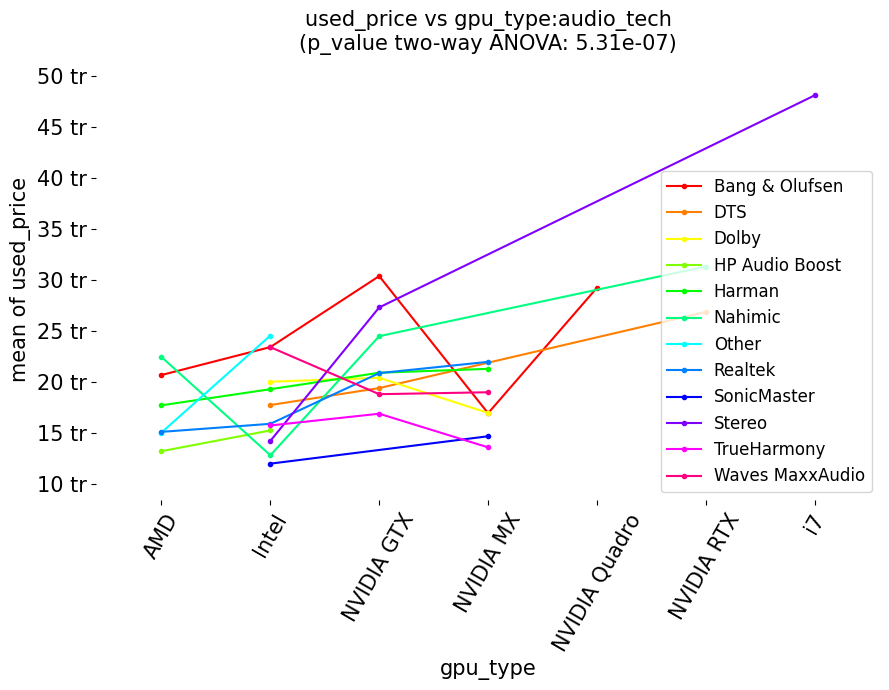 used_price vs gpu_type:audio_tech
(p_value two-way ANOVA: 5.31e-07)
50 tr
45 tr
40 tr
35 tr
30 tr
25 tr
20 tr
15 tr
10 tr
mean of used_price
Bang & Olufsen
DTS
Dolby
HP Audio Boost
Harman
Nahimic
Other
Realtek
SonicMaster
Stereo
TrueHarmony
Waves MaxxAudio
AMD
Intel
NVIDIA GTX
NVIDIA MX
NVIDIA Quadro
NVIDIA RTX
i7
gpu_type